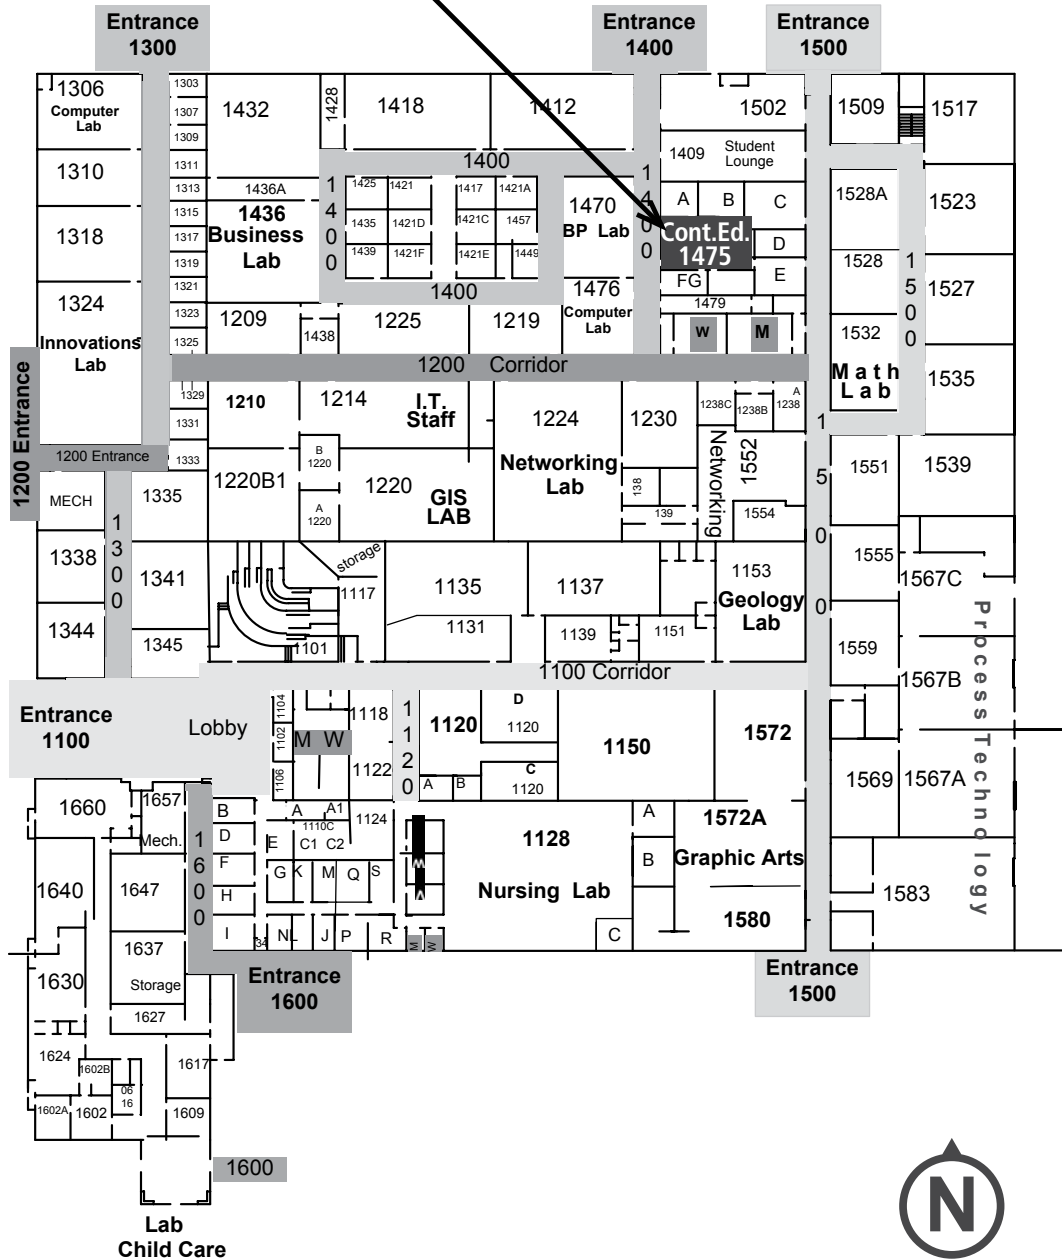 Entrance
1300
Entrance
1400
Entrance
1500
1306
Computer
Lab
1303
1307
1309
1432
1428
1418
1412
1502
1509
1517
1409
Student
Lounge
1310
1311
1313
1436A
1400
1400
1425
1421
1417
1421A
1470
BP Lab
1400
A
B
C
1528A
1523
1318
1315
1317
1319
1436
Business
Lab
1435
1421D
1421C
1457
1439
1421F
1421E
1449
Cont.Ed.
1475
D
E
FG
1528
1500
1527
1324
Innovations
Lab
1321
1323
1325
1400
1476
Computer
Lab
1479
W
M
1532
Math
Lab
1535
1209
1438
1225
1219
1200 Corridor
1200 Entrance
1200 Entrance
1329
1331
1333
1210
1214
I.T.
Staff
1224
Networking
Lab
1230
1238C
1238B
A
1238
1500
1551
1539
MECH
1300
1335
1220B1
B
1220
A
1220
1220
GIS
LAB
138
139
Networking
1552
1554
1338
1341
storage
1117
1135
1137
1153
Geology
Lab
1555
1567C
1344
1345
1101
1131
1139
1151
1559
1567B
Process Technology
1100 Corridor
Entrance
1100
Lobby
1104
1102
1106
M W
1118
1122
1120
1120
D
1120
C
1120
A
B
1150
1572
1569
1567A
1660
1657
Mech.
1600
B
D
F
H
I
A
A1
1110C
C1 C2
E
1124
G
K
M
Q
S
34
N
L
J
P
R
M
W
M
W
1128
Nursing Lab
A
B
C
1572A
Graphic Arts
1580
1583
1640
1647
1637
Storage
1630
1627
Entrance
1600
Entrance
1500
1624
1602B
1617
06
16
1602A
1602
1609
1600
Lab
Child Care
N